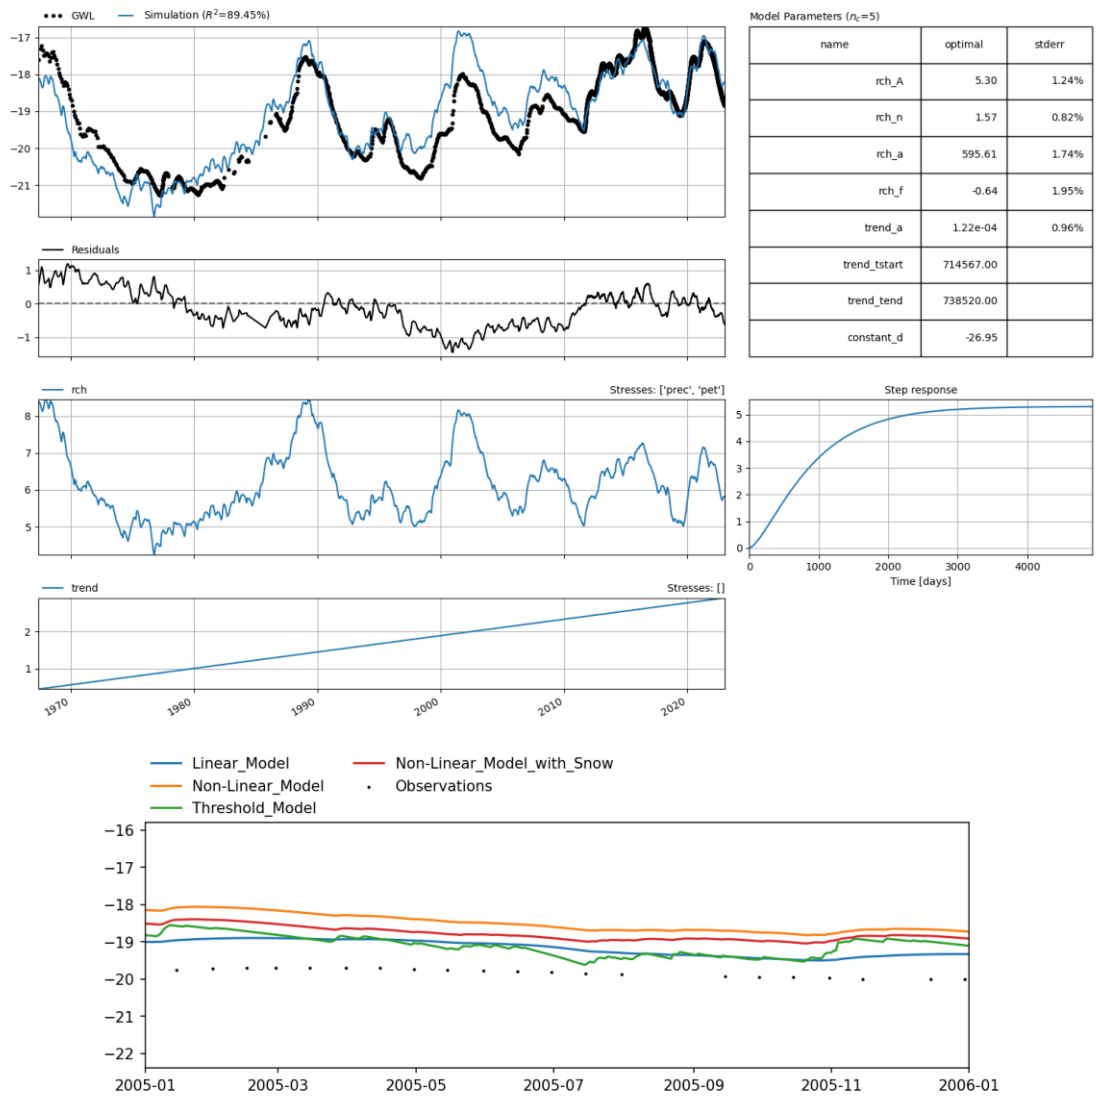 GWL Simulation (R²=89.45%)
−17
−18
−19
−20
−21
Model Parameters (n_c=5)
name optimal stderr
rch_A 5.30 1.24%
rch_n 1.57 0.82%
rch_a 595.61 1.74%
rch_f -0.64 1.95%
trend_a 1.22e-04 0.96%
trend_tstart 714567.00
trend_tend 738520.00
constant_d -26.95
Residuals
1
0
−1
rch Stresses: ['prec', 'pet']
8
7
6
5
Step response
5
4
3
2
1
0
0 1000 2000 3000 4000
Time [days]
trend Stresses: []
2
1
1970 1980 1990 2000 2010 2020
Linear_Model Non-Linear_Model_with_Snow
Non-Linear_Model Observations
Threshold_Model
−16
−17
−18
−19
−20
−21
−22
2005-01 2005-03 2005-05 2005-07 2005-09 2005-11 2006-01